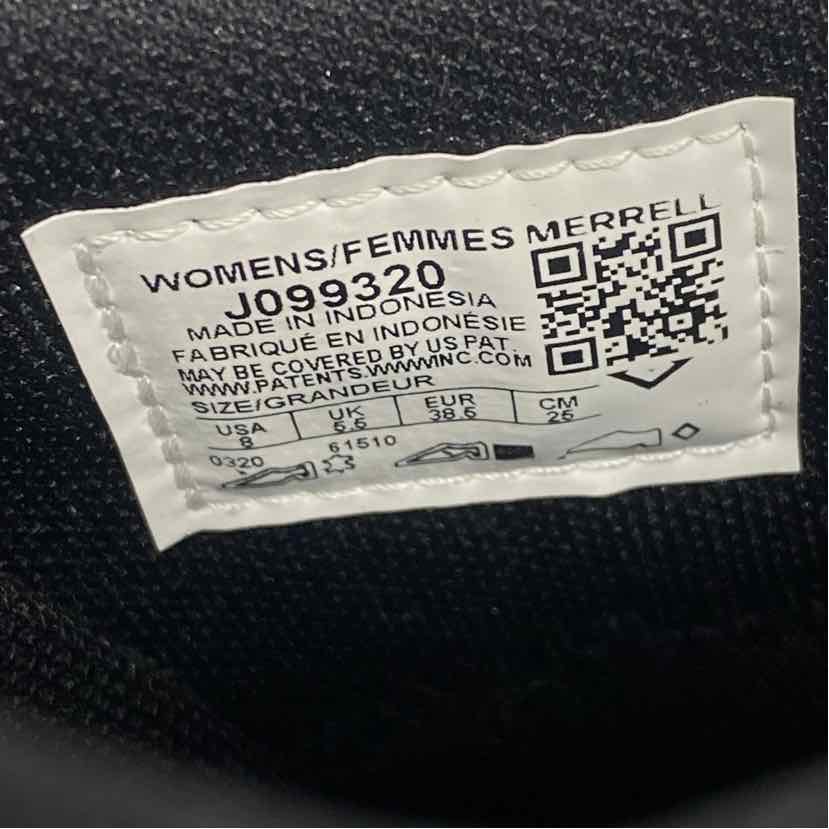 WOMENS/FEMMES MERRELL
J099320
MADE IN INDONESIA
FABRIQUÉ EN INDONÉSIE
MAY BE COVERED BY US PAT.
WWW.PATENTS.WWWINC.COM
SIZE/GRANDEUR
USA UK EUR CM
8 5.5 38.5 25
0320 61510